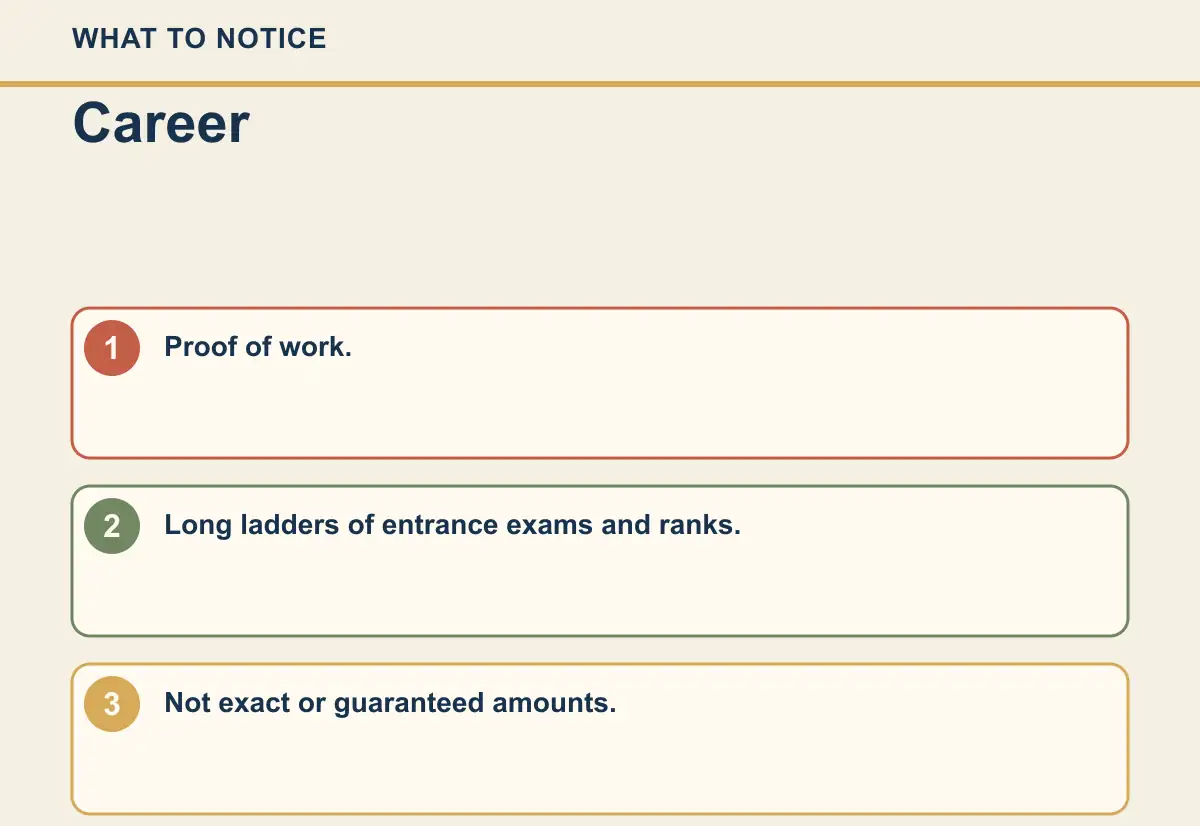 WHAT TO NOTICE
Career
1 Proof of work.
2 Long ladders of entrance exams and ranks.
3 Not exact or guaranteed amounts.